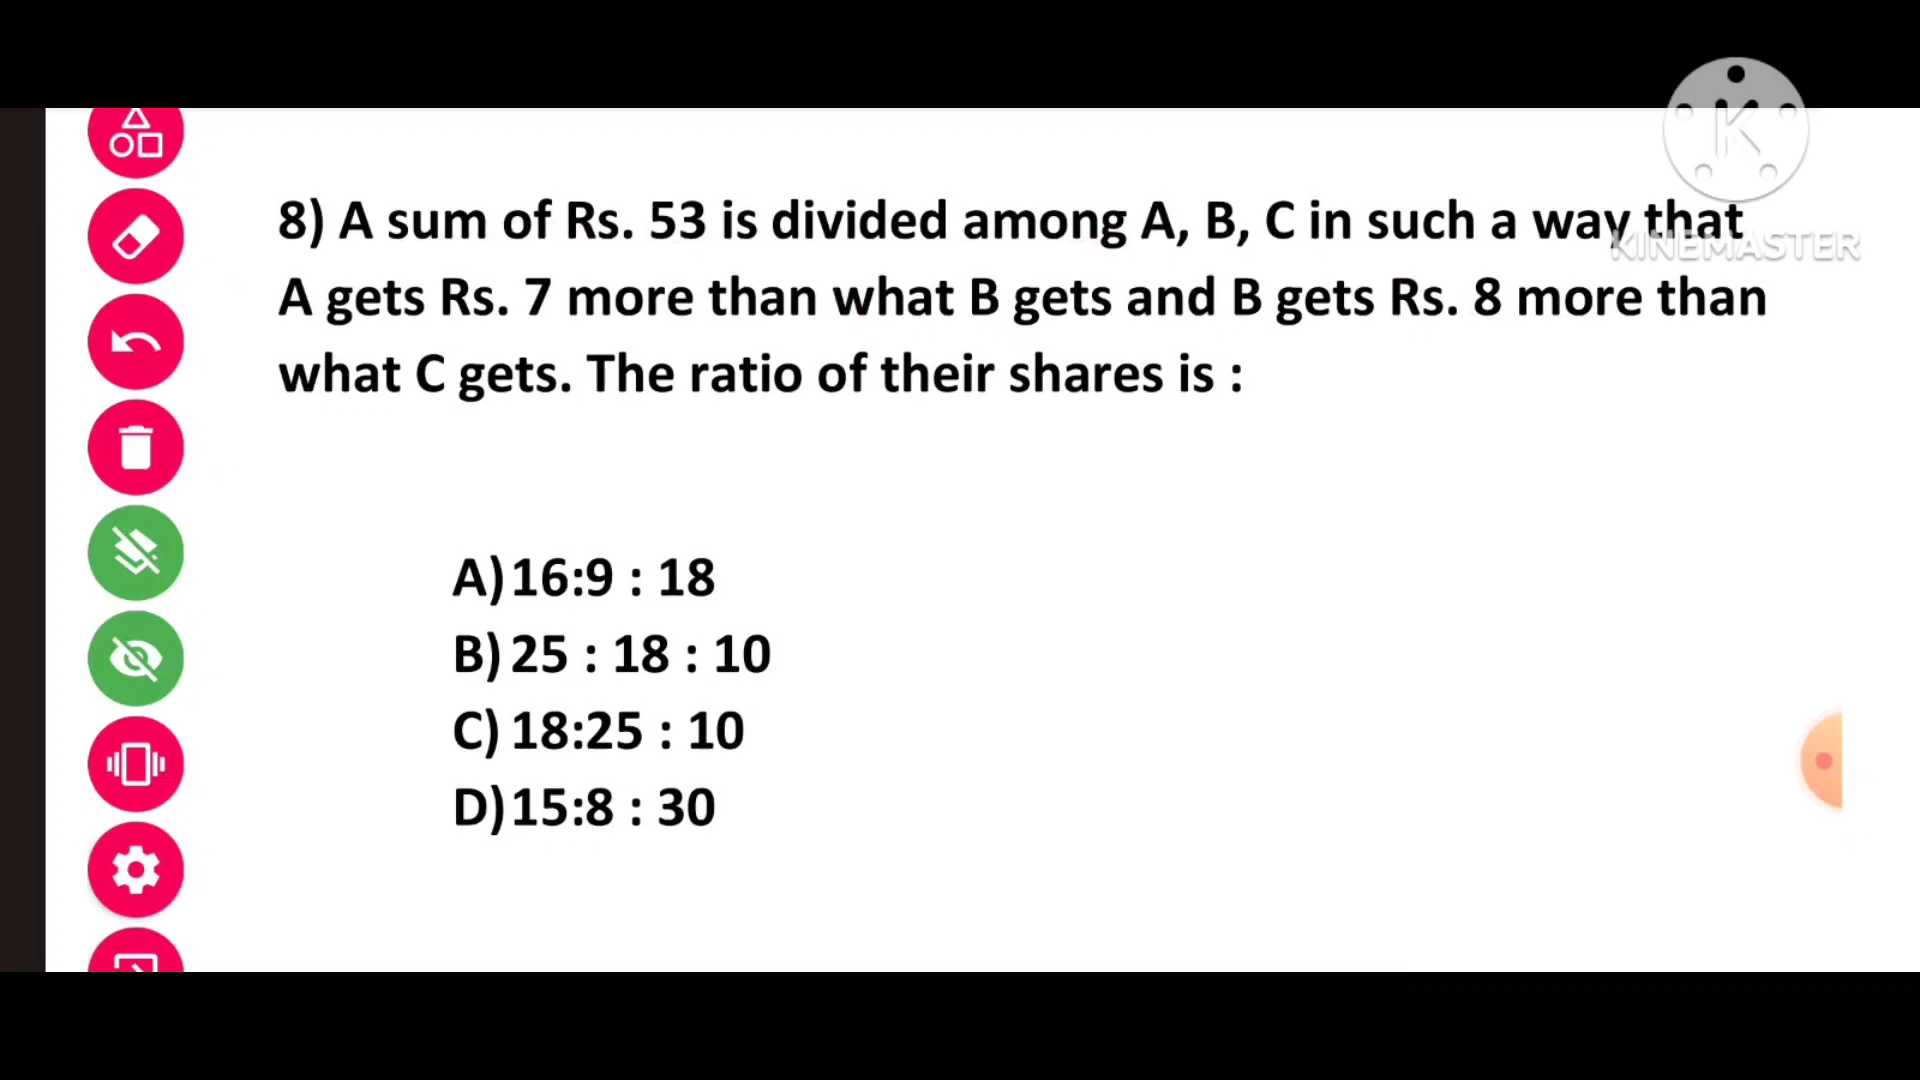 K
KINEMASTER
8) A sum of Rs. 53 is divided among A, B, C in such a way that
A gets Rs. 7 more than what B gets and B gets Rs. 8 more than
what C gets. The ratio of their shares is :
A) 16:9 : 18
B) 25 : 18 : 10
C) 18:25 : 10
D) 15:8 : 30